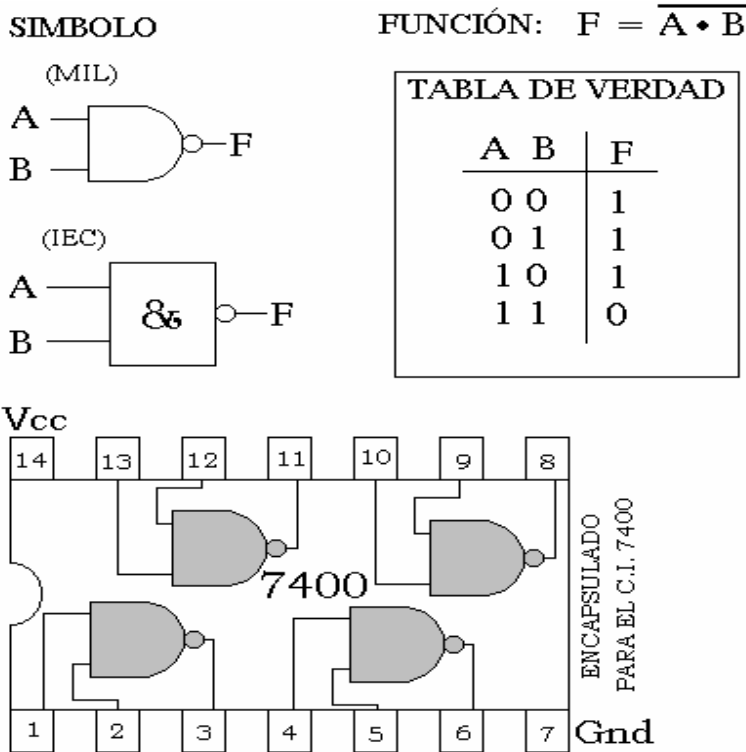 SIMBOLO
FUNCIÓN: F = A • B
(MIL)
A
B
F
(IEC)
A
B
&
F
TABLA DE VERDAD
A B F
0 0 1
0 1 1
1 0 1
1 1 0
Vcc
14 13 12 11 10 9 8
7400
1 2 3 4 5 6 7 Gnd
ENCAPSULADO
PARA EL C.I. 7400